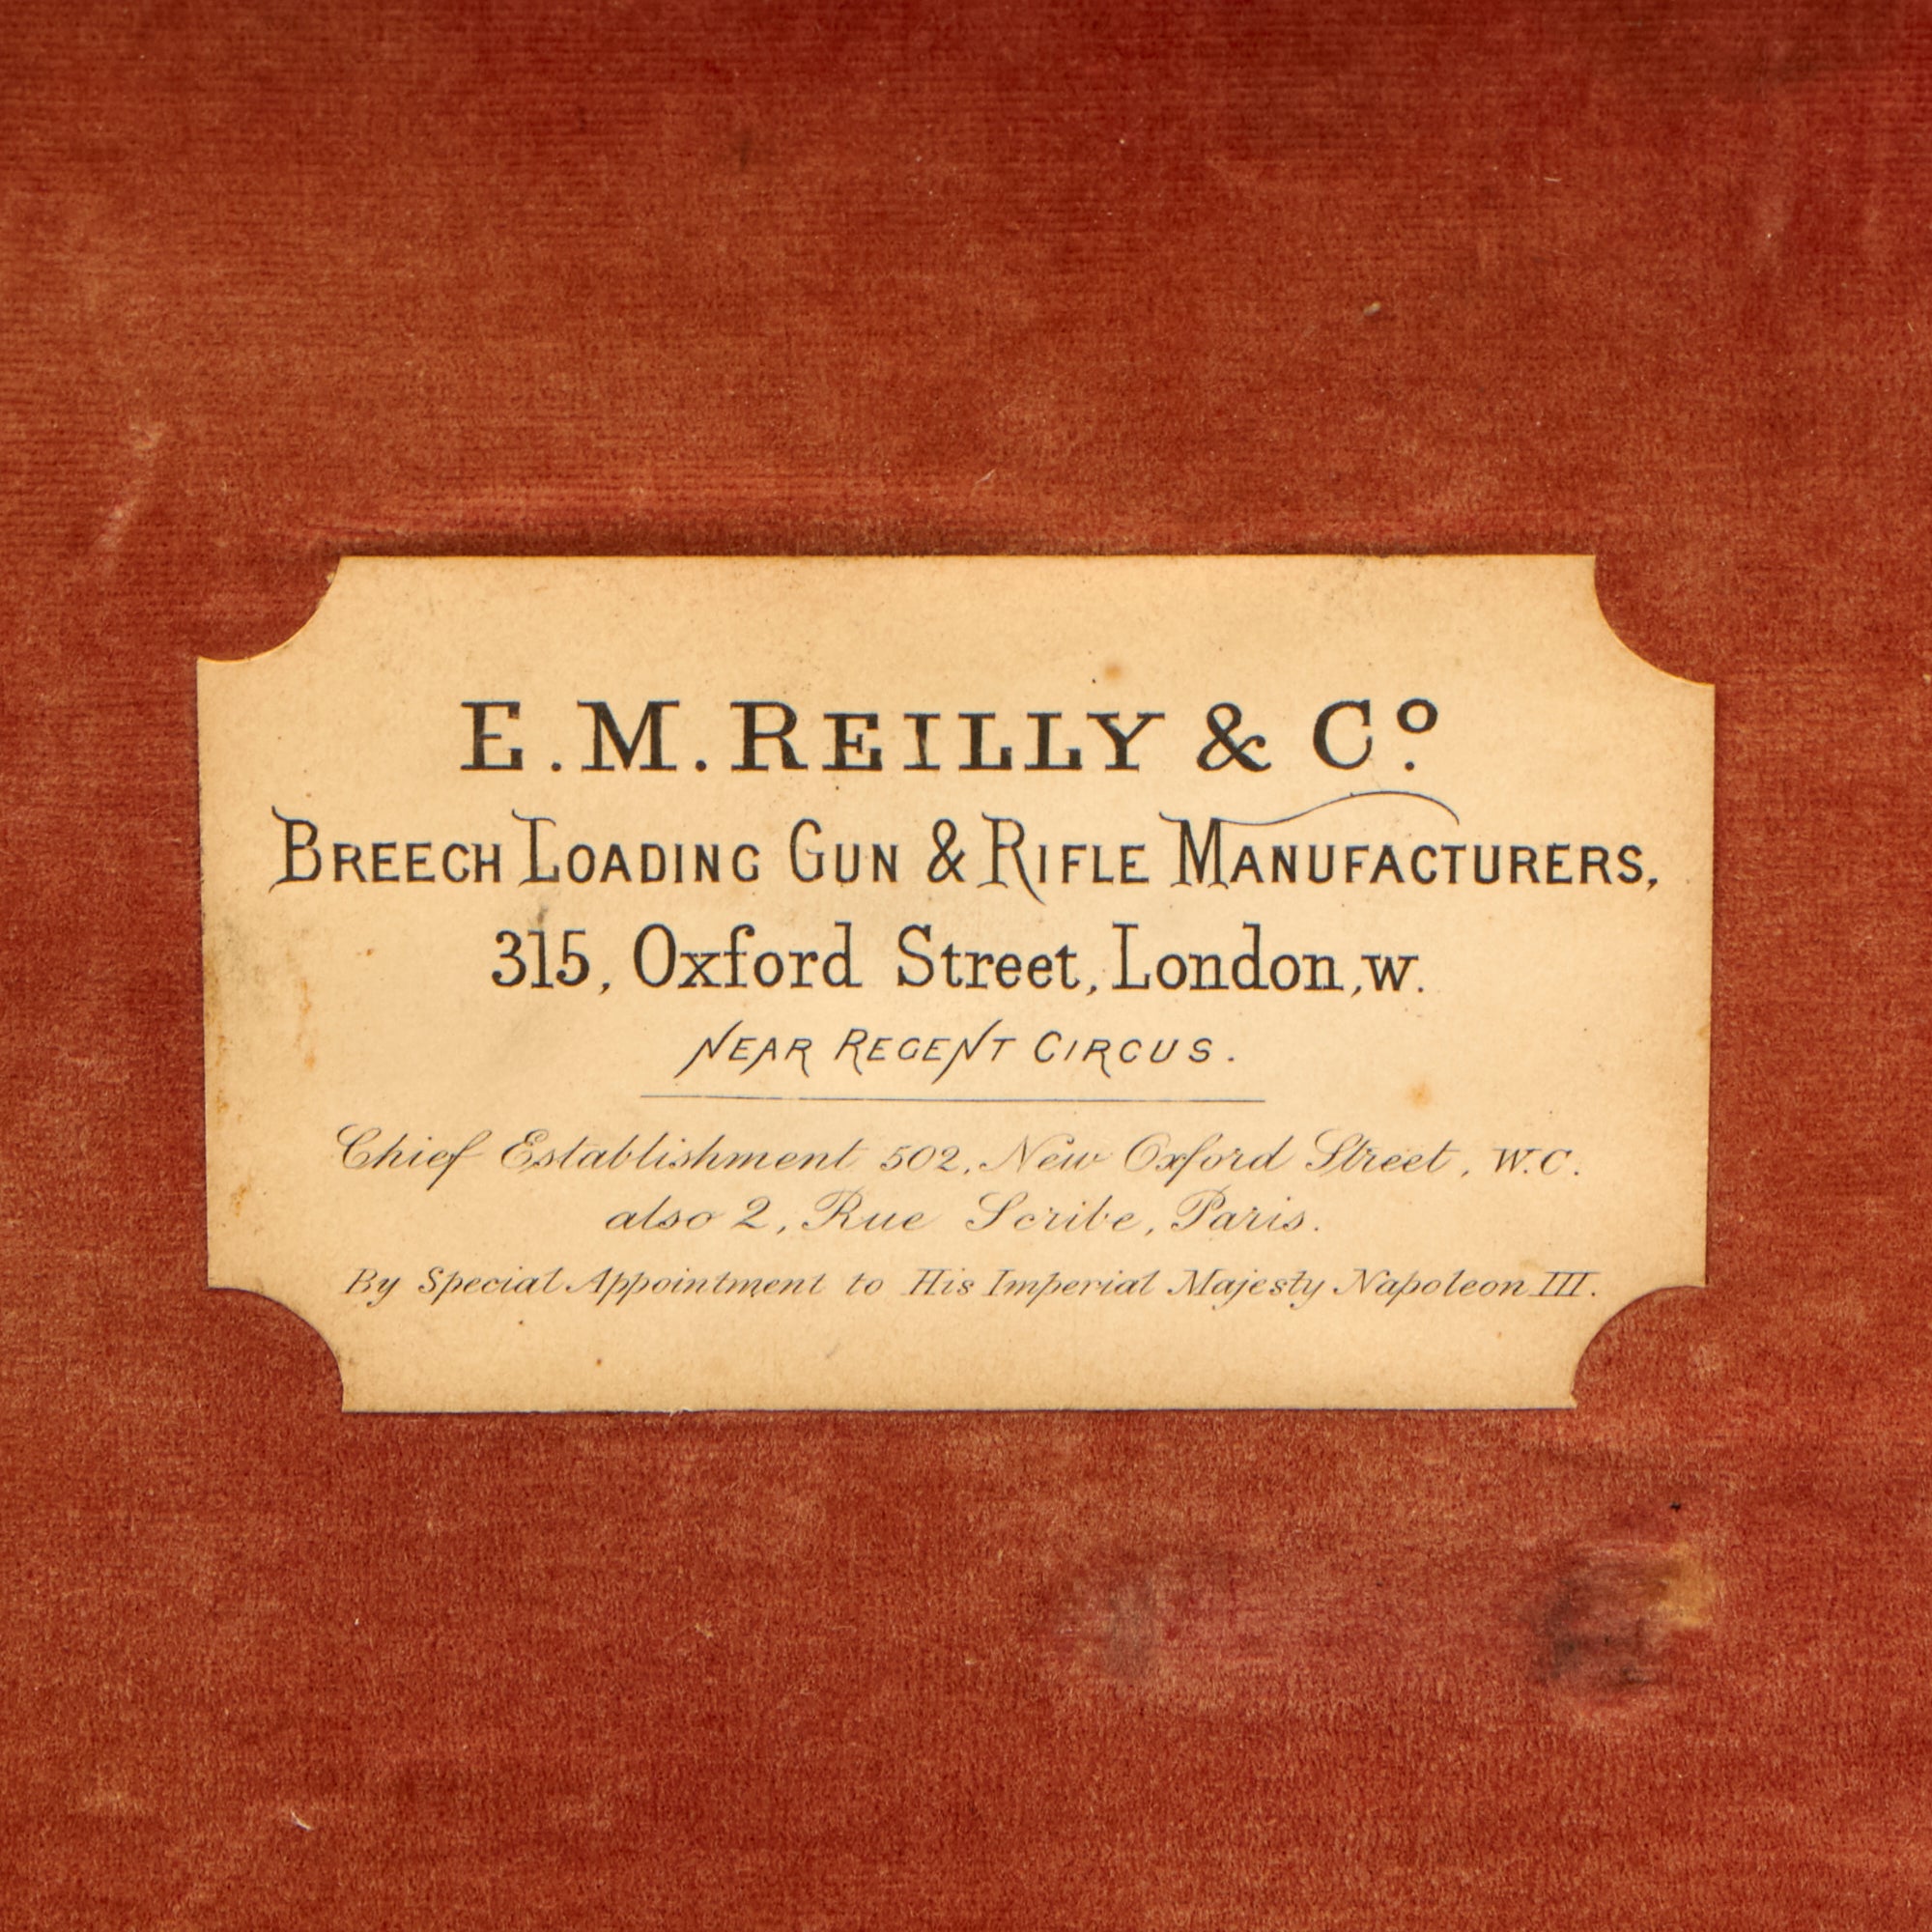 E. M. REILLY & Cº.
BREECH LOADING GUN & RIFLE MANUFACTURERS,
315, Oxford Street, London, W.
NEAR REGENT CIRCUS.
Chief Establishment 502, New Oxford Street, W.C.
also 2, Rue Scribe, Paris.
By Special Appointment to His Imperial Majesty Napoleon III.